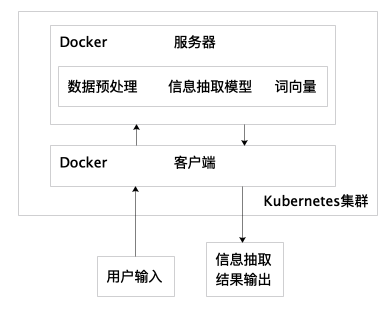 Docker 服务器
数据预处理 信息抽取模型 词向量
Docker 客户端
Kubernetes集群
用户输入
信息抽取
结果输出